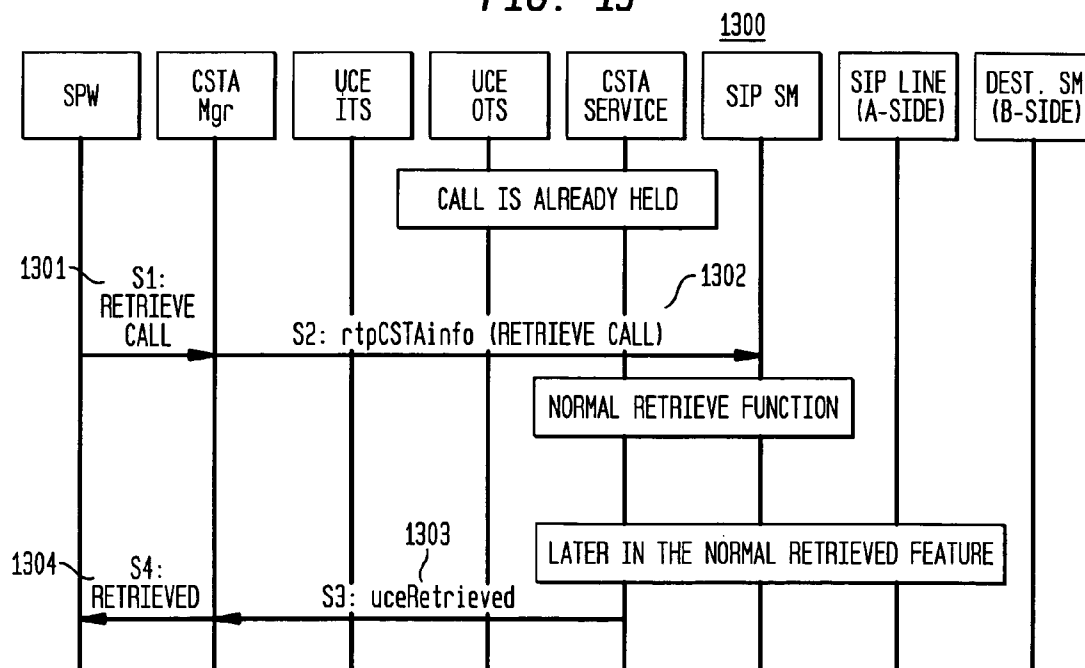 FIG. 13
1300
SPW
CSTA
Mgr
UCE
ITS
UCE
OTS
CSTA
SERVICE
SIP SM
SIP LINE
(A-SIDE)
DEST. SM
(B-SIDE)
CALL IS ALREADY HELD
1301
S1:
RETRIEVE
CALL
1302
S2: rtpCSTAinfo (RETRIEVE CALL)
NORMAL RETRIEVE FUNCTION
LATER IN THE NORMAL RETRIEVED FEATURE
1303
S3: uceRetrieved
1304
S4:
RETRIEVED